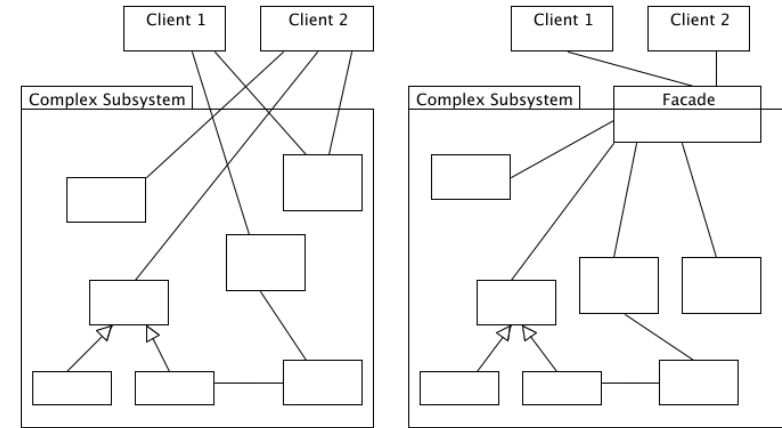 Client 1
Client 2
Complex Subsystem
Client 1
Client 2
Complex Subsystem
Facade